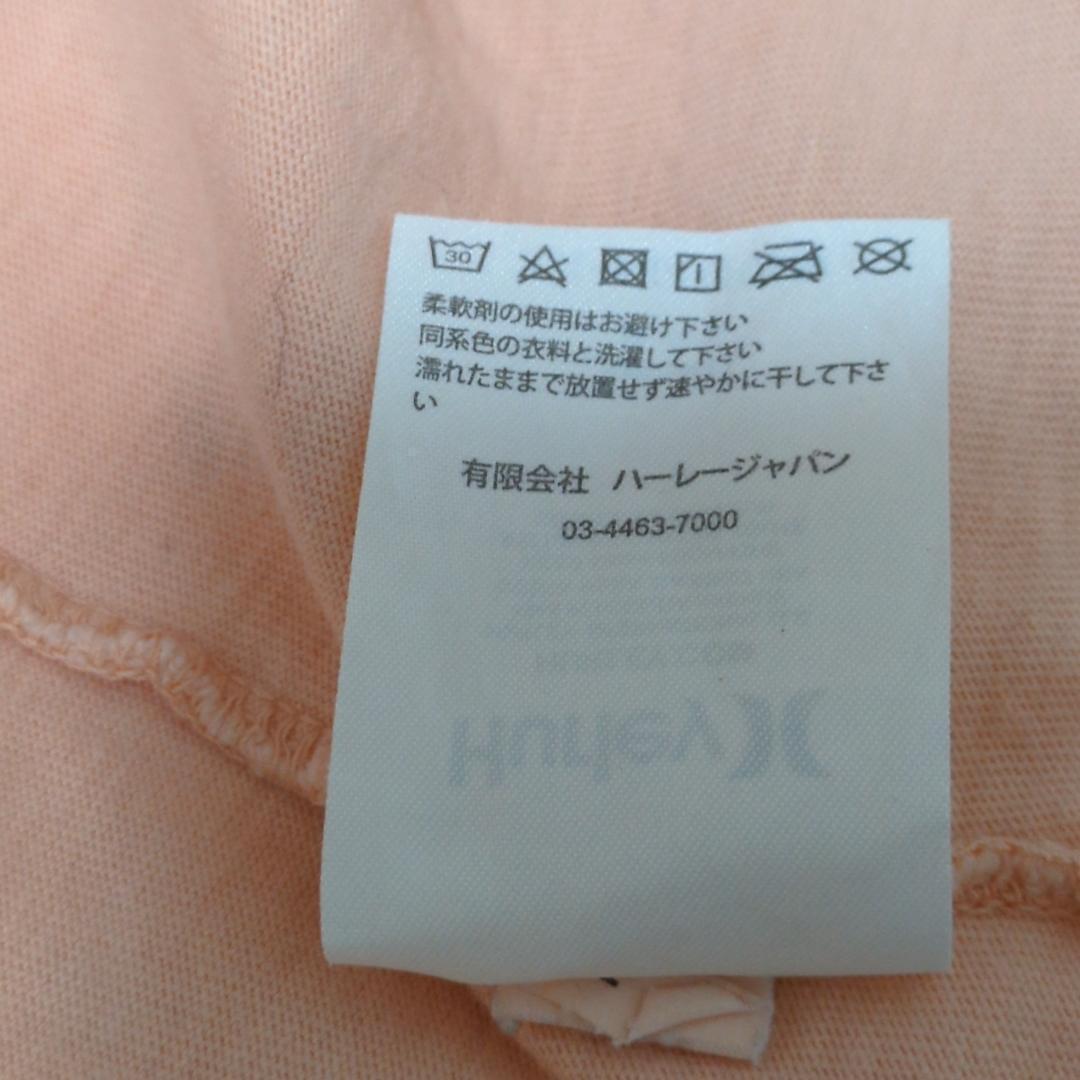 30
柔軟剤の使用はお避け下さい
同系色の衣料と洗濯して下さい
濡れたままで放置せず速やかに干して下さ
い
有限会社 ハーレージャパン
03-4463-7000
Hurley